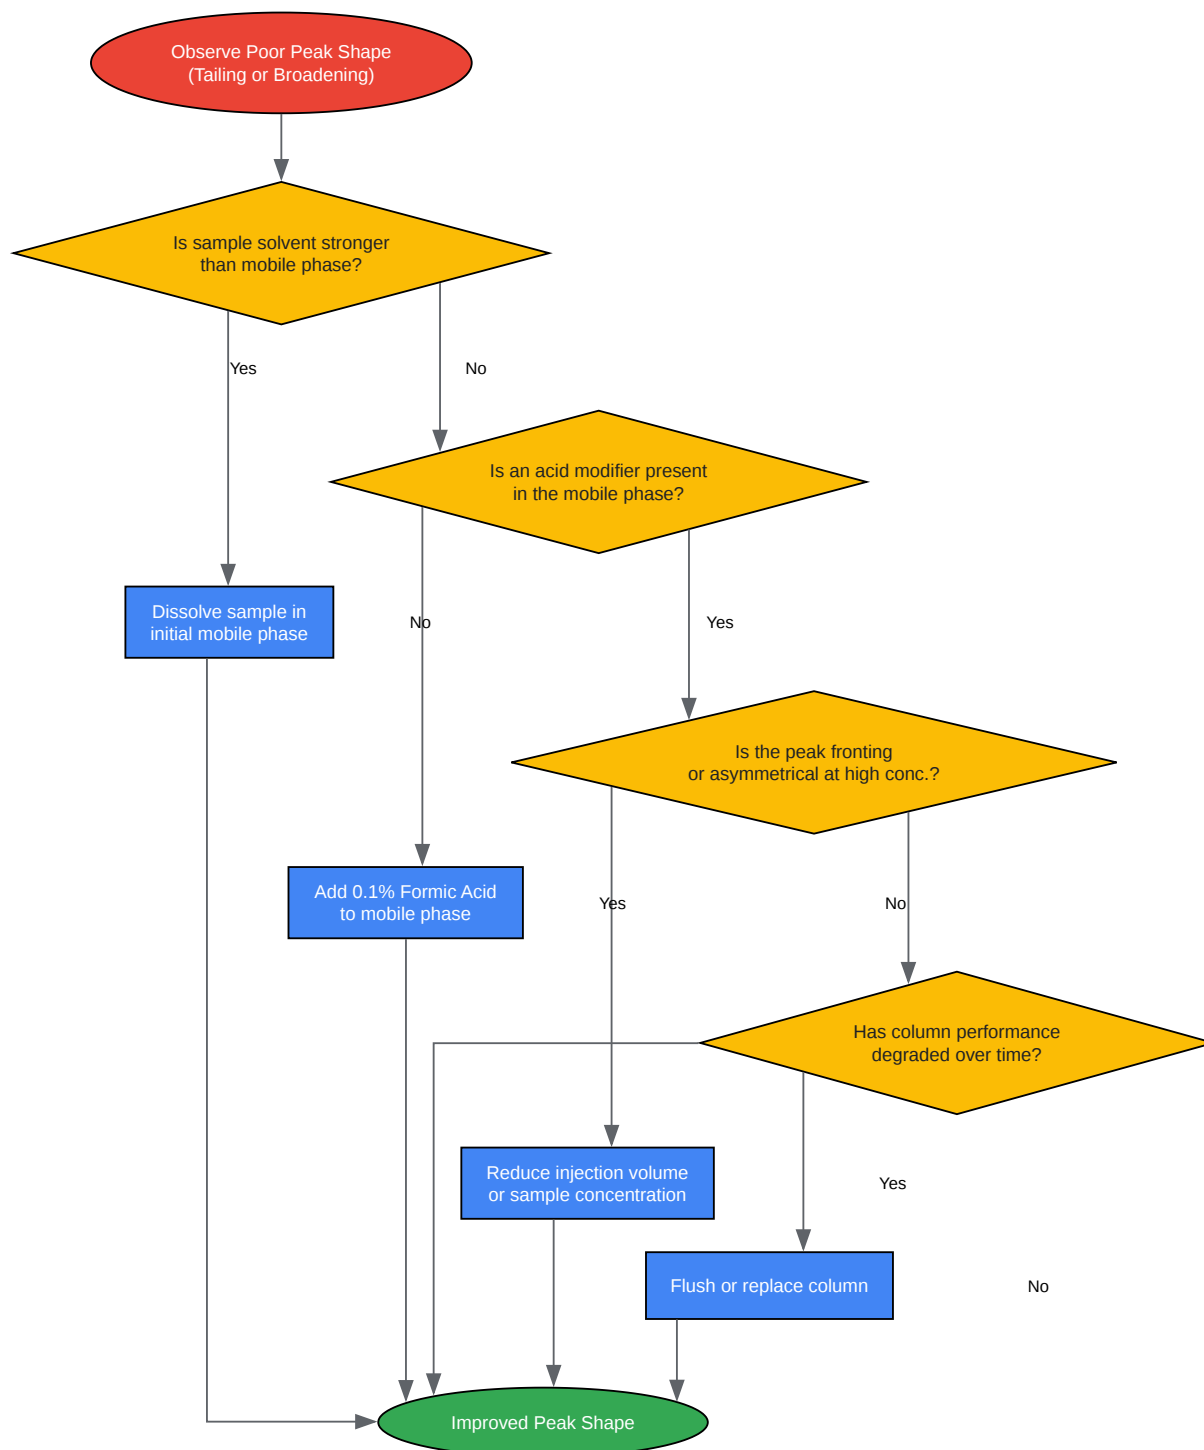 Observe Poor Peak Shape
(Tailing or Broadening)
Is sample solvent stronger
than mobile phase?
Yes
No
Is an acid modifier present
in the mobile phase?
Dissolve sample in
initial mobile phase
No
Yes
Is the peak fronting
or asymmetrical at high conc.?
Add 0.1% Formic Acid
to mobile phase
Yes
No
Has column performance
degraded over time?
Reduce injection volume
or sample concentration
Yes
Flush or replace column
No
Improved Peak Shape